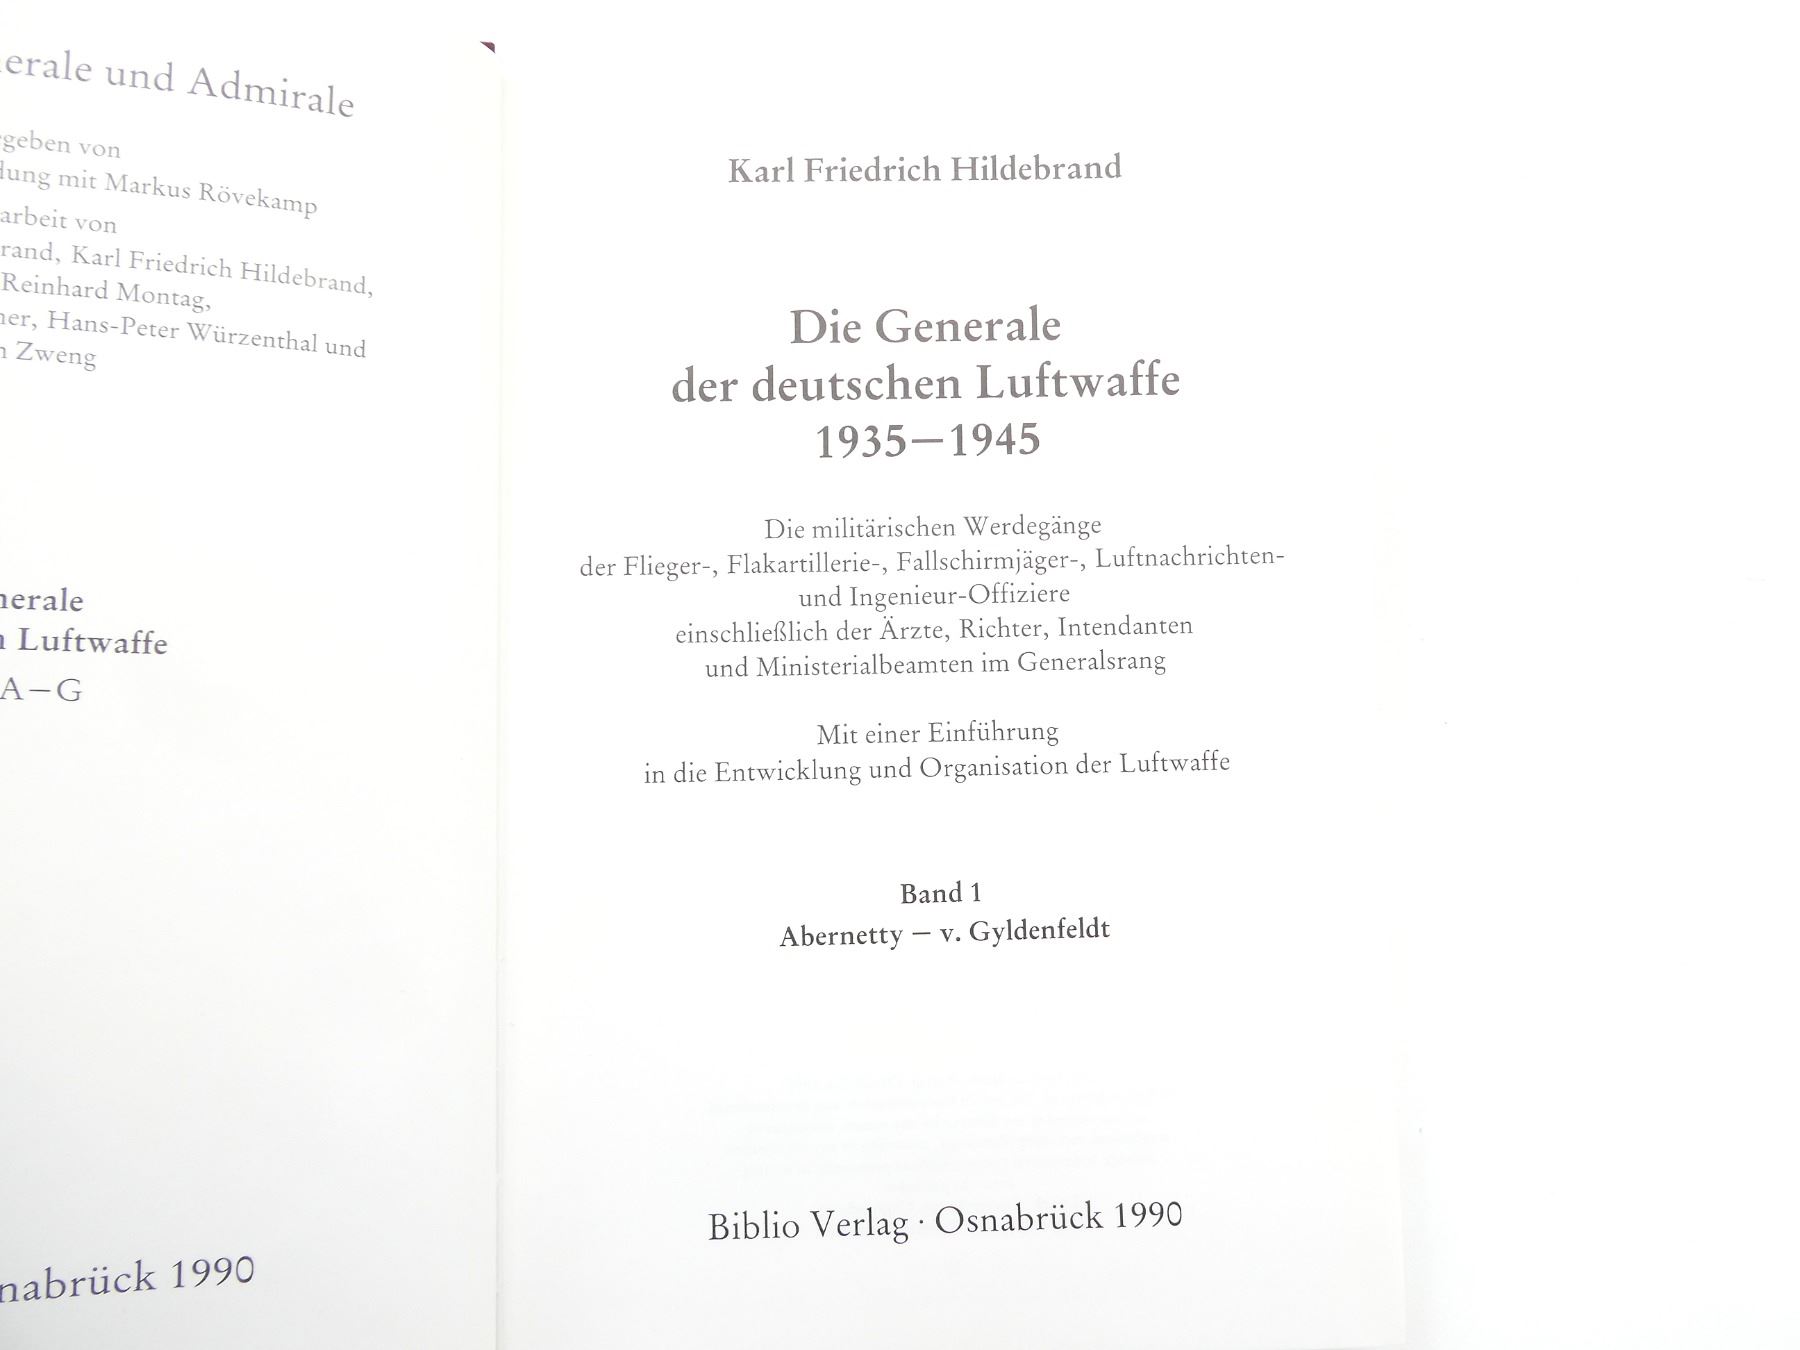 erale und Admirale
geben von
dung mit Markus Rövekamp
arbeit von
rand, Karl Friedrich Hildebrand,
Reinhard Montag,
ner, Hans-Peter Würzenthal und
n Zweng
nerale
n Luftwaffe
A – G
nabrück 1990
Karl Friedrich Hildebrand
Die Generale
der deutschen Luftwaffe
1935 – 1945
Die militärischen Werdegänge
der Flieger-, Flakartillerie-, Fallschirmjäger-, Luftnachrichten-
und Ingenieur-Offiziere
einschließlich der Ärzte, Richter, Intendanten
und Ministerialbeamten im Generalsrang
Mit einer Einführung
in die Entwicklung und Organisation der Luftwaffe
Band 1
Abernetty – v. Gyldenfeldt
Biblio Verlag · Osnabrück 1990